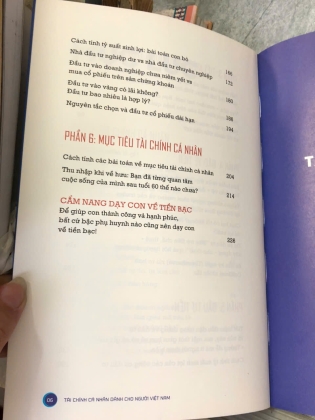 Cách tính tỷ suất sinh lợi: bài toán con bò 166
Nhà đầu tư nghiệp dư và nhà đầu tư chuyên nghiệp 172
Đầu tư vào doanh nghiệp chưa niêm yết và
mua cổ phiếu trên sàn chứng khoán
Đầu tư vào vàng có lãi không? 183
Đầu tư bao nhiêu là hợp lý? 186
Nguyên tắc chọn và đầu tư cổ phiếu dài hạn 194
PHẦN 6: MỤC TIÊU TÀI CHÍNH CÁ NHÂN
Cách tính các bài toán về mục tiêu tài chính cá nhân 204
Thu nhập khi về hưu: Bạn đã từng quan tâm 214
cuộc sống của mình sau tuổi 60 thế nào chưa?
CẨM NANG DẠY CON VỀ TIỀN BẠC
Để giúp con thành công và hạnh phúc, 228
bất cứ bậc phụ huynh nào cũng nên dạy con
về tiền bạc!
06 TÀI CHÍNH CÁ NHÂN DÀNH CHO NGƯỜI VIỆT NAM
T